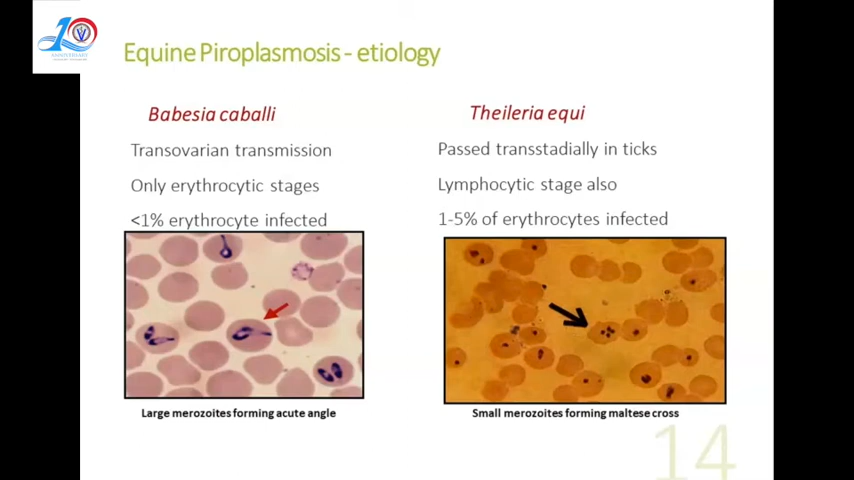 10
V
ANNIVERSARY
Equine Piroplasmosis - etiology
Babesia caballi
Transovarian transmission
Only erythrocytic stages
<1% erythrocyte infected
Large merozoites forming acute angle
Theileria equi
Passed transstadially in ticks
Lymphocytic stage also
1-5% of erythrocytes infected
Small merozoites forming maltese cross
14